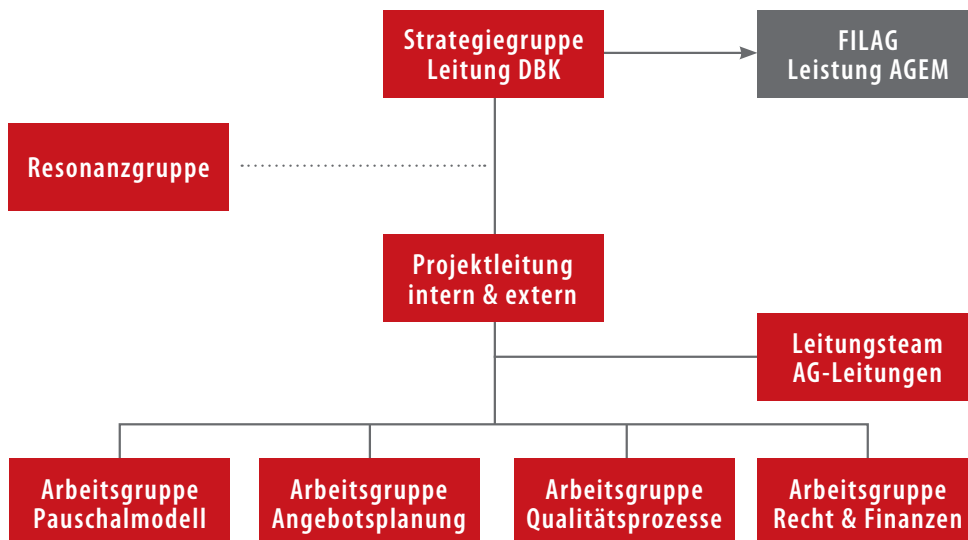 Strategiegruppe
Leitung DBK
FILAG
Leistung AGEM
Resonanzgruppe
Projektleitung
intern & extern
Leitungsteam
AG-Leitungen
Arbeitsgruppe
Pauschalmodell
Arbeitsgruppe
Angebotsplanung
Arbeitsgruppe
Qualitätsprozesse
Arbeitsgruppe
Recht & Finanzen